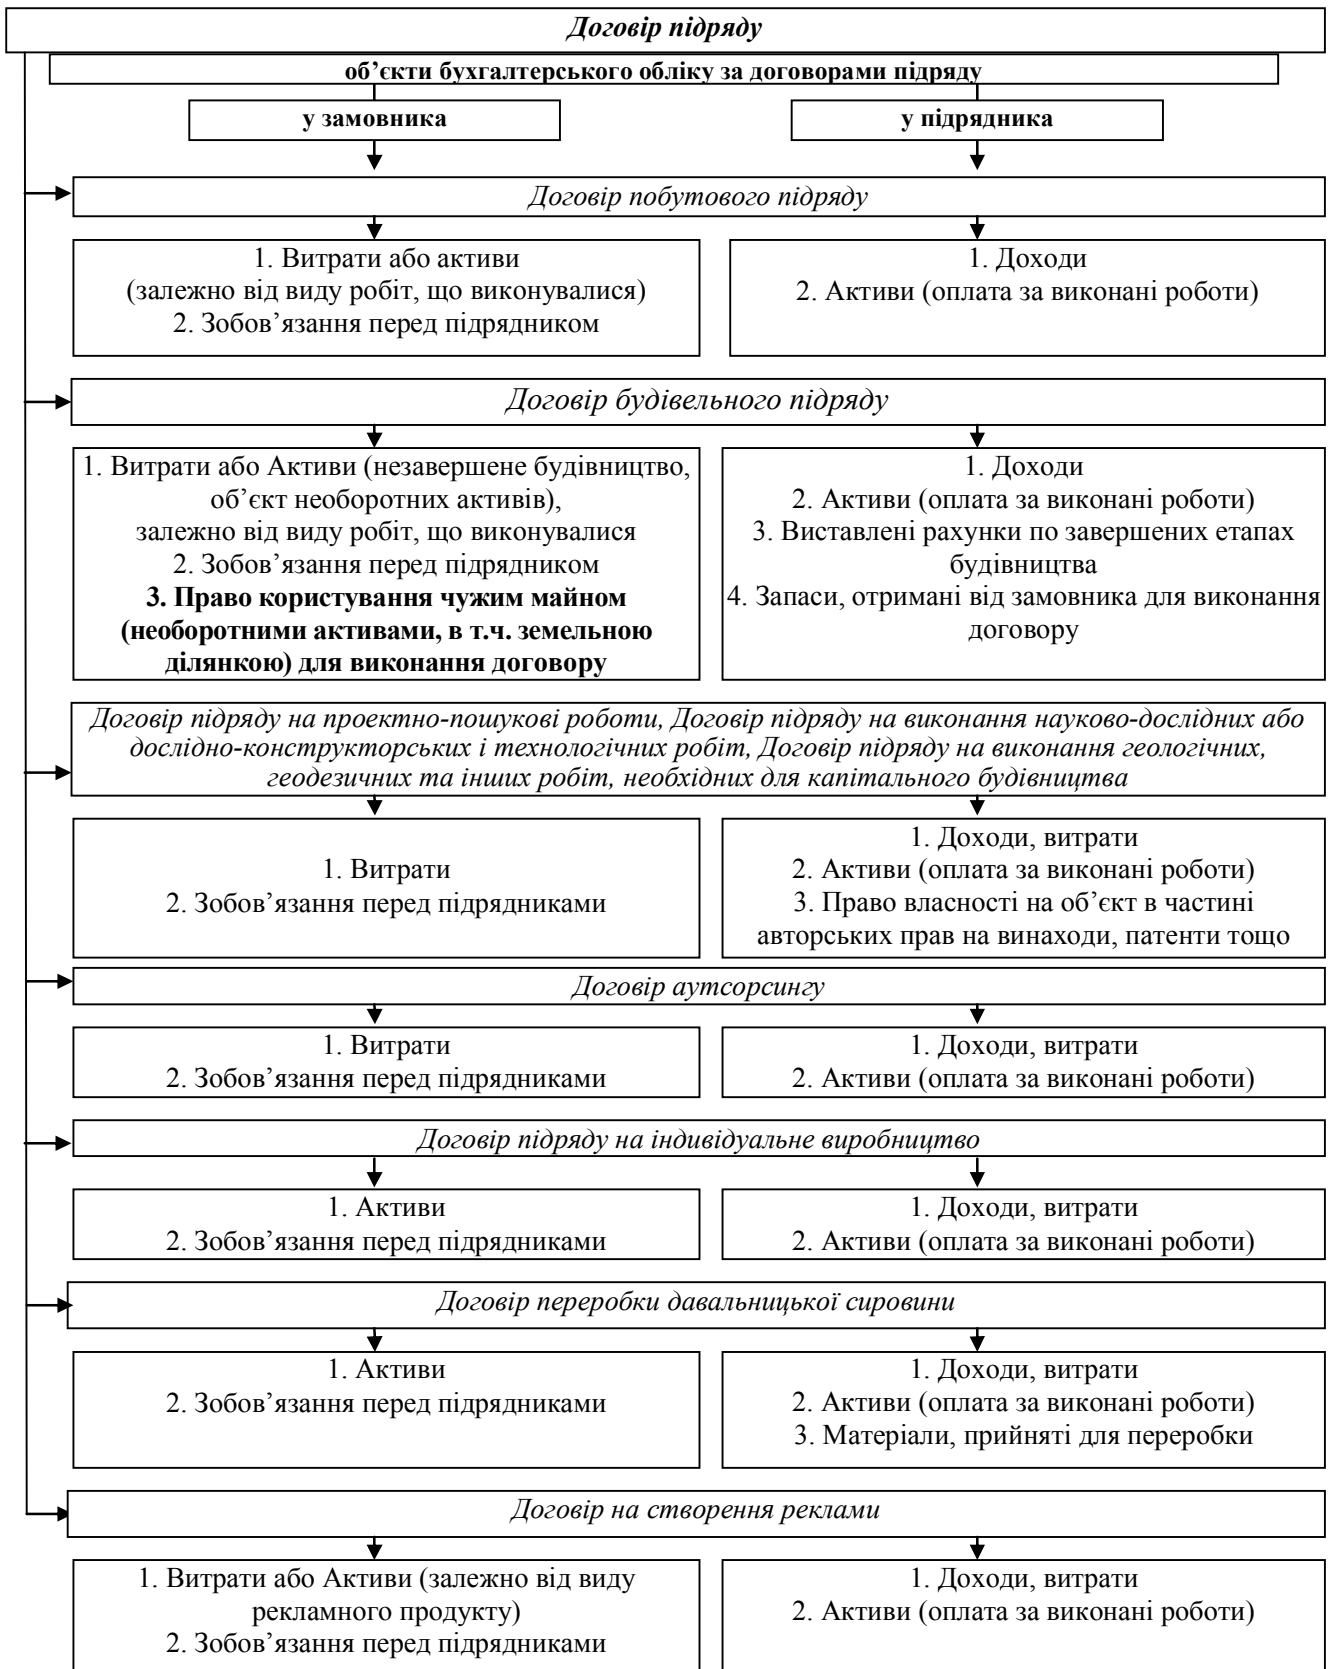 Договір підряду
об’єкти бухгалтерського обліку за договорами підряду
у замовника
у підрядника
Договір побутового підряду
1. Витрати або активи
(залежно від виду робіт, що виконувалися)
2. Зобов’язання перед підрядником
1. Доходи
2. Активи (оплата за виконані роботи)
Договір будівельного підряду
1. Витрати або Активи (незавершене будівництво,
об’єкт необоротних активів),
залежно від виду робіт, що виконувалися
2. Зобов’язання перед підрядником
3. Право користування чужим майном
(необоротними активами, в т.ч. земельною
ділянкою) для виконання договору
1. Доходи
2. Активи (оплата за виконані роботи)
3. Виставлені рахунки по завершених етапах
будівництва
4. Запаси, отримані від замовника для виконання
договору
Договір підряду на проектно-пошукові роботи, Договір підряду на виконання науково-дослідних або
дослідно-конструкторських і технологічних робіт, Договір підряду на виконання геологічних,
геодезичних та інших робіт, необхідних для капітального будівництва
1. Витрати
2. Зобов’язання перед підрядниками
1. Доходи, витрати
2. Активи (оплата за виконані роботи)
3. Право власності на об’єкт в частині
авторських прав на винаходи, патенти тощо
Договір аутсорсингу
1. Витрати
2. Зобов’язання перед підрядниками
1. Доходи, витрати
2. Активи (оплата за виконані роботи)
Договір підряду на індивідуальне виробництво
1. Активи
2. Зобов’язання перед підрядниками
1. Доходи, витрати
2. Активи (оплата за виконані роботи)
Договір переробки давальницької сировини
1. Активи
2. Зобов’язання перед підрядниками
1. Доходи, витрати
2. Активи (оплата за виконані роботи)
3. Матеріали, прийняті для переробки
Договір на створення реклами
1. Витрати або Активи (залежно від виду
рекламного продукту)
2. Зобов’язання перед підрядниками
1. Доходи, витрати
2. Активи (оплата за виконані роботи)